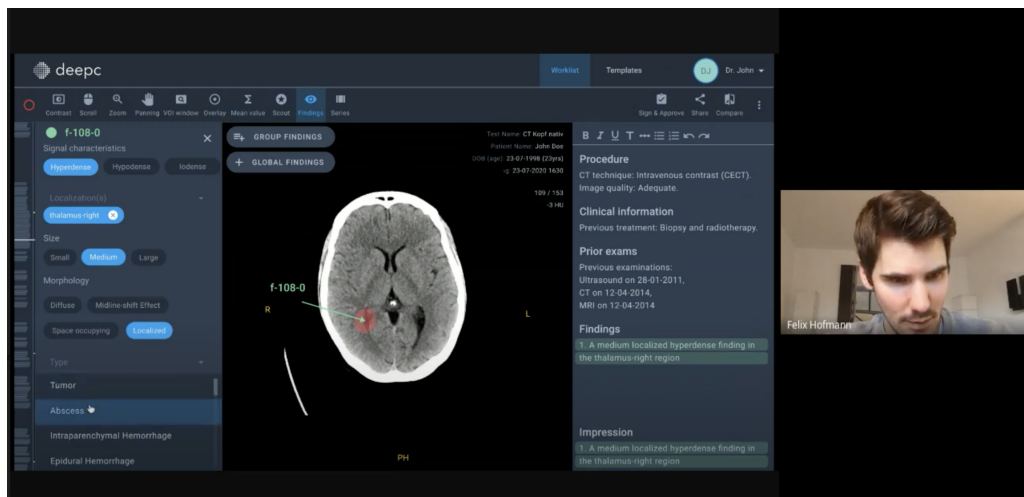 deepc
Worklist
Templates
DJ
Dr. John
Contrast
Scroll
Zoom
Panning
VOI window
Overlay
Mean value
Scout
Findings
Series
Sign & Approve
Share
Compare
f-108-0
Signal characteristics
Hyperdense
Hypodense
Iodense
Localization(s)
thalamus-right
Size
Small
Medium
Large
Morphology
Diffuse
Midline-shift Effect
Space occupying
Localized
Type
Tumor
Abscess
Intraparenchymal Hemorrhage
Epidural Hemorrhage
GROUP FINDINGS
GLOBAL FINDINGS
Test Name: CT Kopf nativ
Patient Name: John Doe
DOB (age): 23-07-1998 (23yrs)
23-07-2020 1630
109 / 153
-3 HU
f-108-0
R
L
PH
B I U T
Procedure
CT technique: Intravenous contrast (CECT).
Image quality: Adequate.
Clinical information
Previous treatment: Biopsy and radiotherapy.
Prior exams
Previous examinations:
Ultrasound on 28-01-2011,
CT on 12-04-2014,
MRI on 12-04-2014
Findings
1. A medium localized hyperdense finding in
the thalamus-right region
Impression
1. A medium localized hyperdense finding in
the thalamus-right region
Felix Hofmann